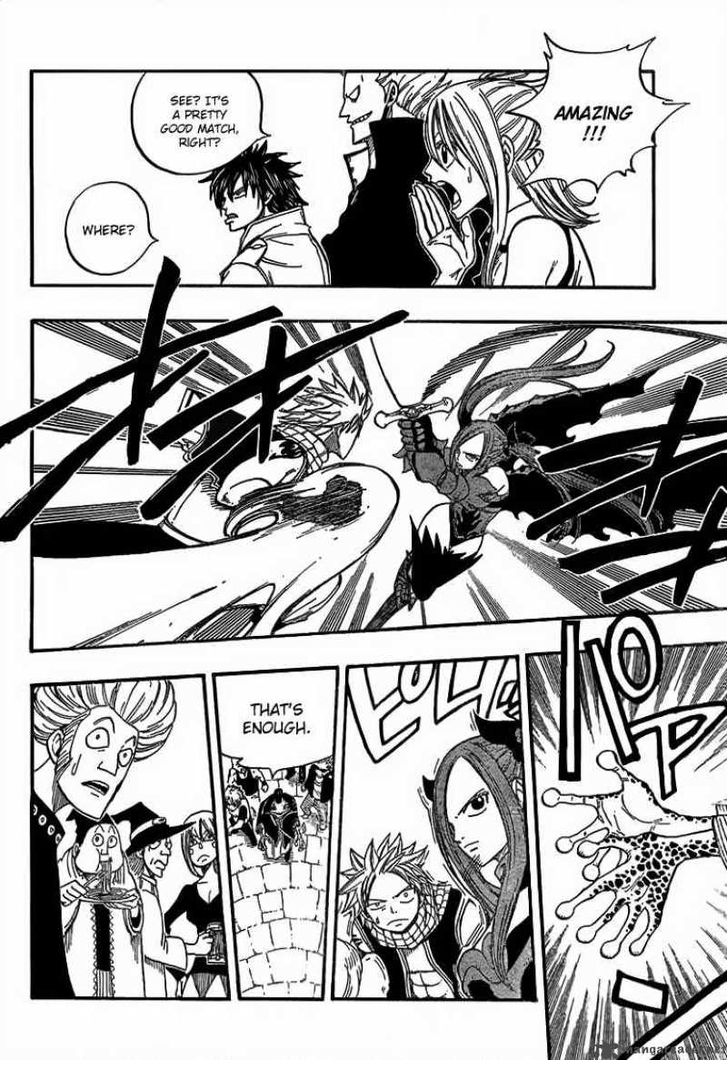 AMAZING
!!!
SEE? IT'S
A PRETTY
GOOD MATCH,
RIGHT?
WHERE?
THAT'S
ENOUGH.